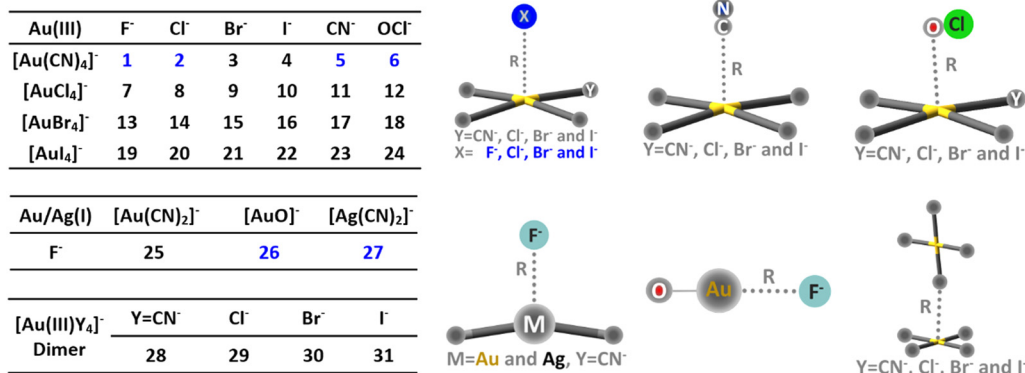 Au(III) F⁻ Cl⁻ Br⁻ I⁻ CN⁻ OCl⁻
[Au(CN)₄]⁻ 1 2 3 4 5 6
[AuCl₄]⁻ 7 8 9 10 11 12
[AuBr₄]⁻ 13 14 15 16 17 18
[AuI₄]⁻ 19 20 21 22 23 24
Au/Ag(I) [Au(CN)₂]⁻ [AuO]⁻ [Ag(CN)₂]⁻
F⁻ 25 26 27
[Au(III)Y₄]⁻ Dimer Y=CN⁻ Cl⁻ Br⁻ I⁻
28 29 30 31
X
R
Y
Y=CN⁻, Cl⁻, Br⁻ and I⁻
X= F⁻, Cl⁻, Br⁻ and I⁻
N
C
R
Y=CN⁻, Cl⁻, Br⁻ and I⁻
O Cl
R
Y
Y=CN⁻, Cl⁻, Br⁻ and I⁻
F⁻
R
M
M=Au and Ag, Y=CN⁻
O Au R F⁻
R
Y=CN⁻, Cl⁻, Br⁻ and I⁻